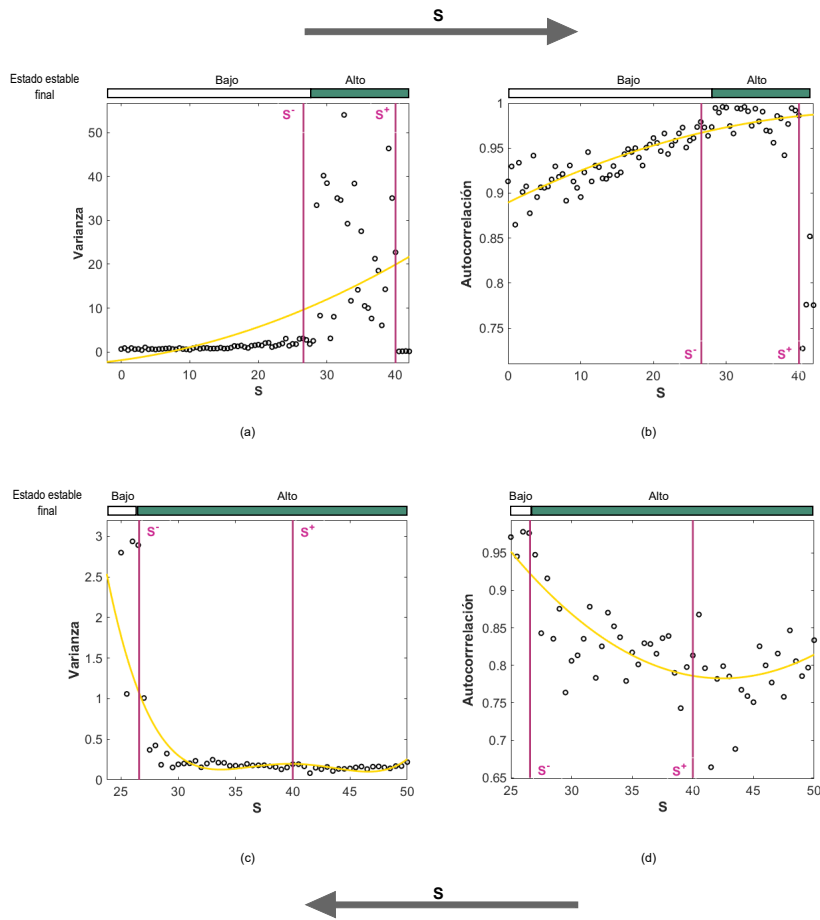 S
Estado estable final
Bajo
Alto
S-
S+
50
40
30
20
10
0
Varianza
0
10
20
30
40
S
(a)
Bajo
Alto
1
0.95
0.9
0.85
0.8
0.75
Autocorrelación
S-
S+
0
10
20
30
40
S
(b)
Estado estable final
Bajo
Alto
S-
S+
3
2.5
2
1.5
1
0.5
0
Varianza
25
30
35
40
45
50
S
(c)
Bajo
Alto
0.95
0.9
0.85
0.8
0.75
0.7
0.65
Autocorrrelación
S-
S+
25
30
35
40
45
50
S
(d)
S